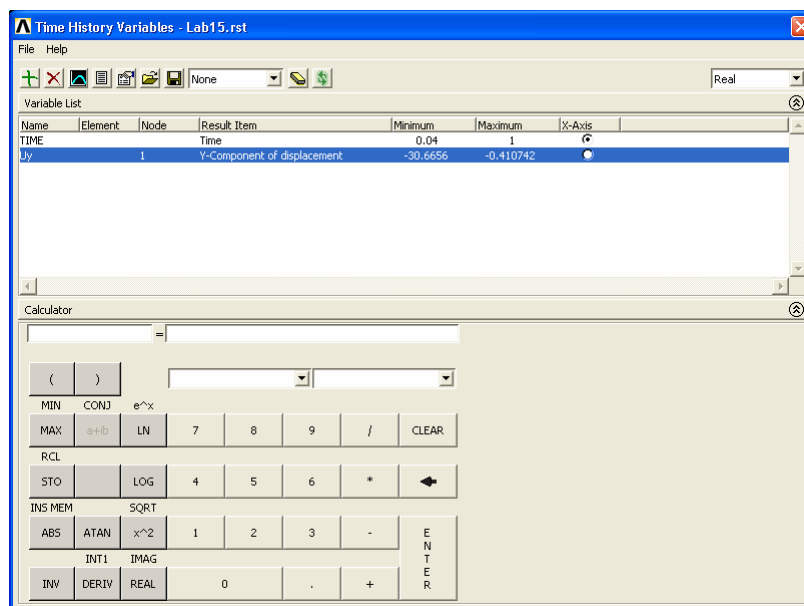 Time History Variables - Lab15.rst
File Help
None Real
Variable List
Name Element Node Result Item Minimum Maximum X-Axis
TIME Time 0.04 1
Uy 1 Y-Component of displacement -30.6656 -0.410742
Calculator
=
( )
MIN CONJ e^x
MAX a+ib LN 7 8 9 / CLEAR
RCL
STO LOG 4 5 6 *
INS MEM SQRT
ABS ATAN x^2 1 2 3 - ENTER
INT1 IMAG
INV DERIV REAL 0 . +